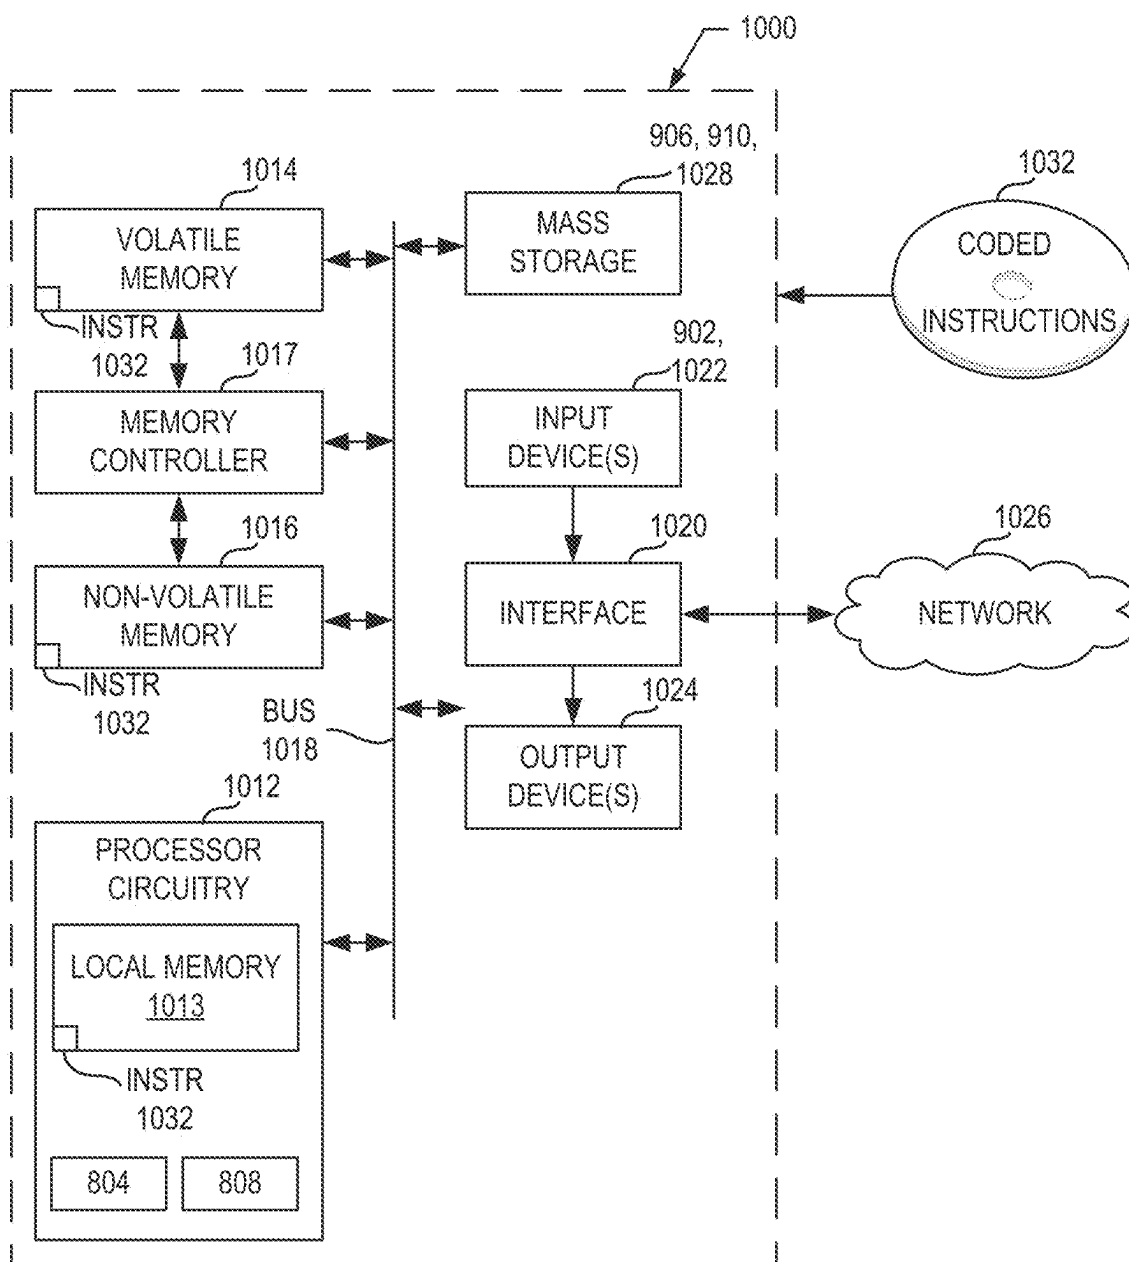 1000
906, 910,
1028
1014
VOLATILE
MEMORY
INSTR
1032
MASS
STORAGE
1032
CODED
INSTRUCTIONS
1017
MEMORY
CONTROLLER
902,
1022
INPUT
DEVICE(S)
1016
NON-VOLATILE
MEMORY
INSTR
1032
1020
INTERFACE
1026
NETWORK
BUS
1018
1024
OUTPUT
DEVICE(S)
1012
PROCESSOR
CIRCUITRY
LOCAL MEMORY
1013
INSTR
1032
804
808